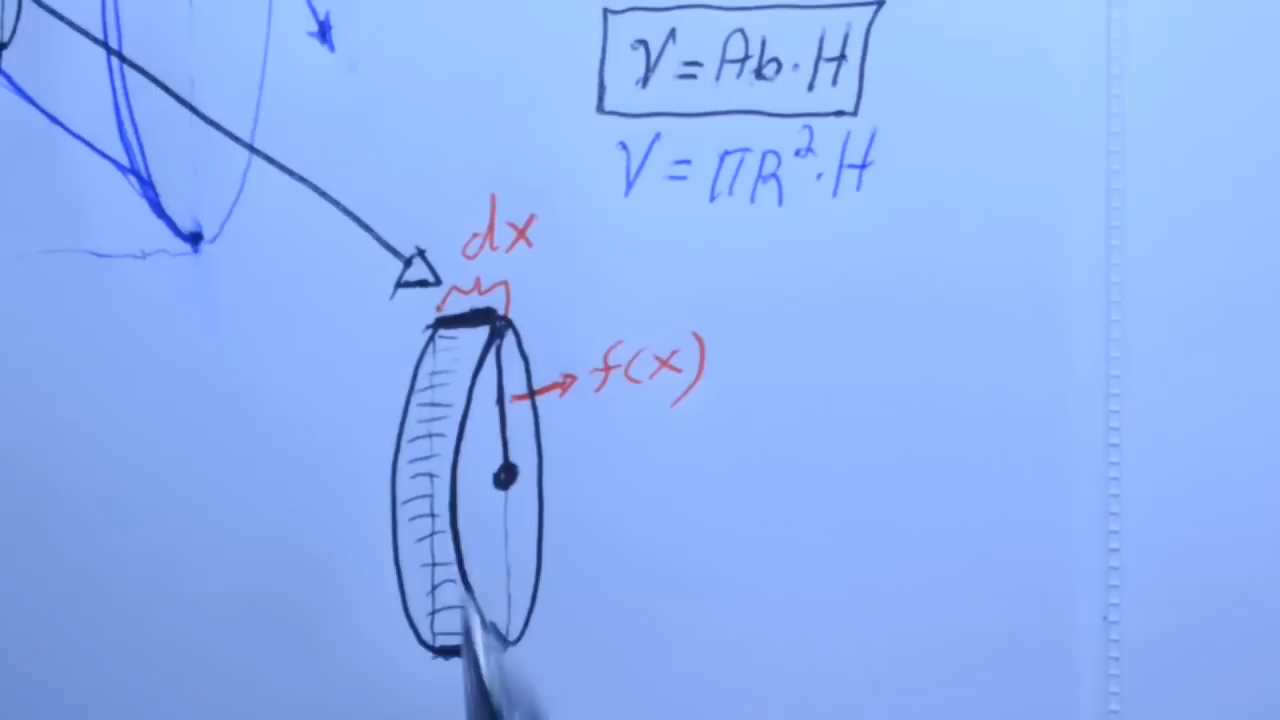 V = Ab · H
V = πR² · H
dx
f(x)